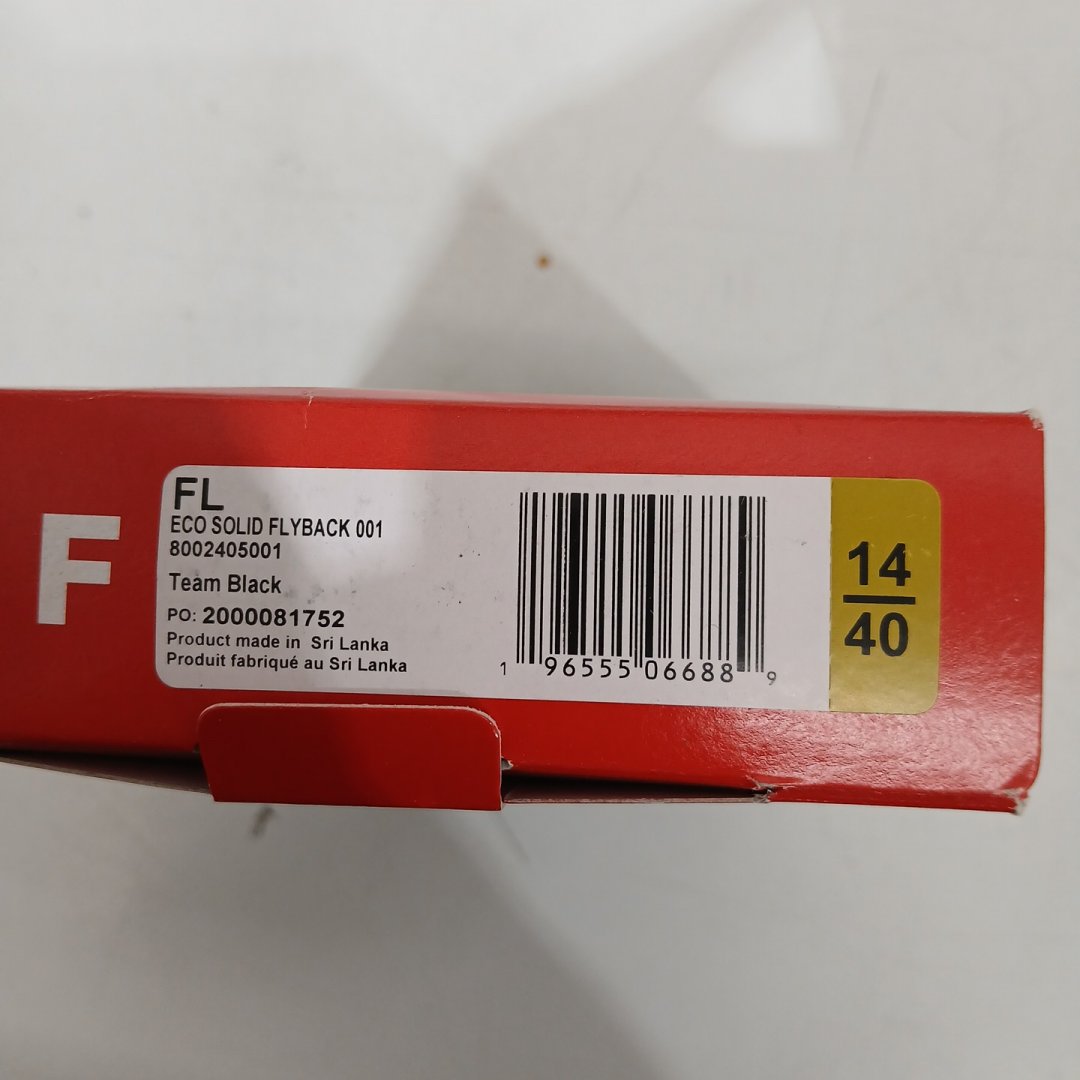 F
FL
ECO SOLID FLYBACK 001
8002405001
Team Black
PO: 2000081752
Product made in Sri Lanka
Produit fabriqué au Sri Lanka
1 96555 06688 9
14
40